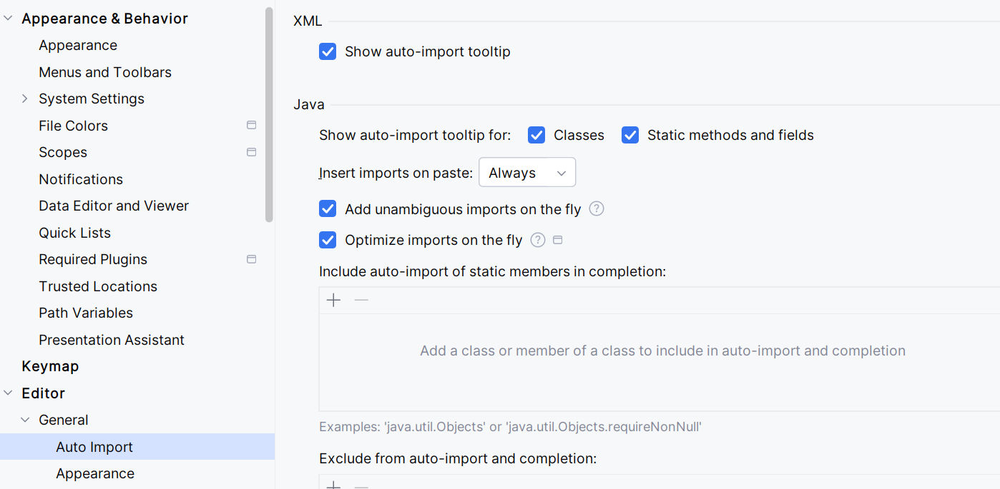 Appearance & Behavior
Appearance
Menus and Toolbars
System Settings
File Colors
Scopes
Notifications
Data Editor and Viewer
Quick Lists
Required Plugins
Trusted Locations
Path Variables
Presentation Assistant
Keymap
Editor
General
Auto Import
Appearance
XML
Show auto-import tooltip
Java
Show auto-import tooltip for: Classes Static methods and fields
Insert imports on paste: Always
Add unambiguous imports on the fly ?
Optimize imports on the fly ?
Include auto-import of static members in completion:
Add a class or member of a class to include in auto-import and completion
Examples: 'java.util.Objects' or 'java.util.Objects.requireNonNull'
Exclude from auto-import and completion: